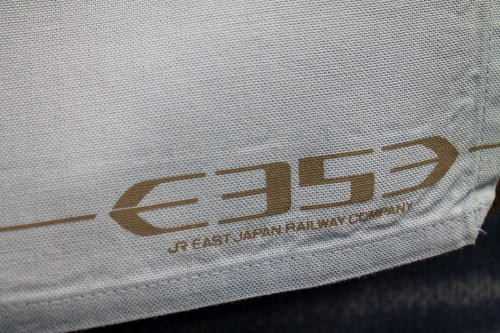 E353
JR EAST JAPAN RAILWAY COMPANY